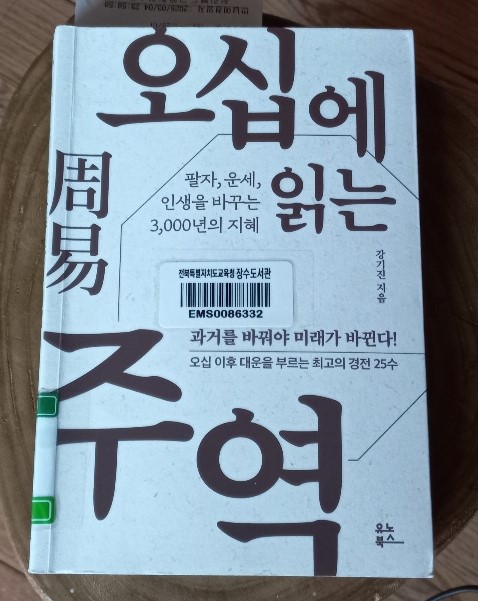 오십에
읽는
周易
팔자, 운세,
인생을 바꾸는
3,000년의 지혜
강기진 지음
전북특별자치도교육청 장수도서관
EMS0086332
과거를 바꿔야 미래가 바뀐다!
오십 이후 대운을 부르는 최고의 경전 25수
주역
유노
북스